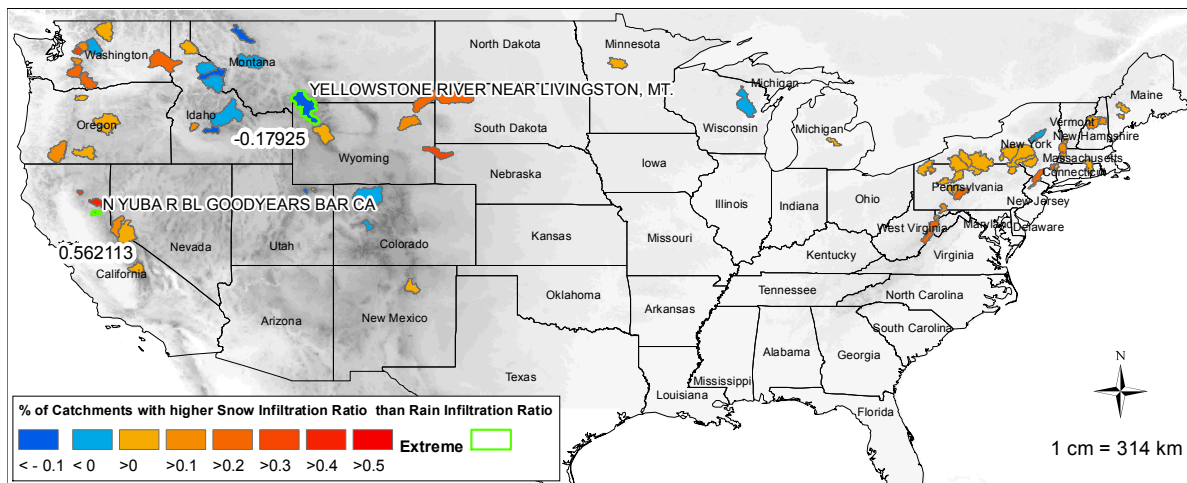 North Dakota
Minnesota
Washington
Montana
Maine
Michigan
YELLOWSTONE RIVER NEAR LIVINGSTON, MT.
Vermont
Oregon
Idaho
South Dakota
Wisconsin
Michigan
New Hampshire
New York
-0.17925
Wyoming
Massachusetts
Iowa
Connecticut
Nebraska
Pennsylvania
N YUBA R BL GOODYEARS BAR CA
Illinois
Indiana
Ohio
New Jersey
Nevada
Utah
Colorado
Kansas
Missouri
West Virginia
Maryland
Delaware
0.562113
California
Kentucky
Virginia
Tennessee
North Carolina
Oklahoma
Arkansas
Arizona
New Mexico
South Carolina
Alabama
Georgia
Texas
Mississippi
Louisiana
Florida
N
% of Catchments with higher Snow Infiltration Ratio than Rain Infiltration Ratio
Extreme
< - 0.1 < 0 >0 >0.1 >0.2 >0.3 >0.4 >0.5
1 cm = 314 km